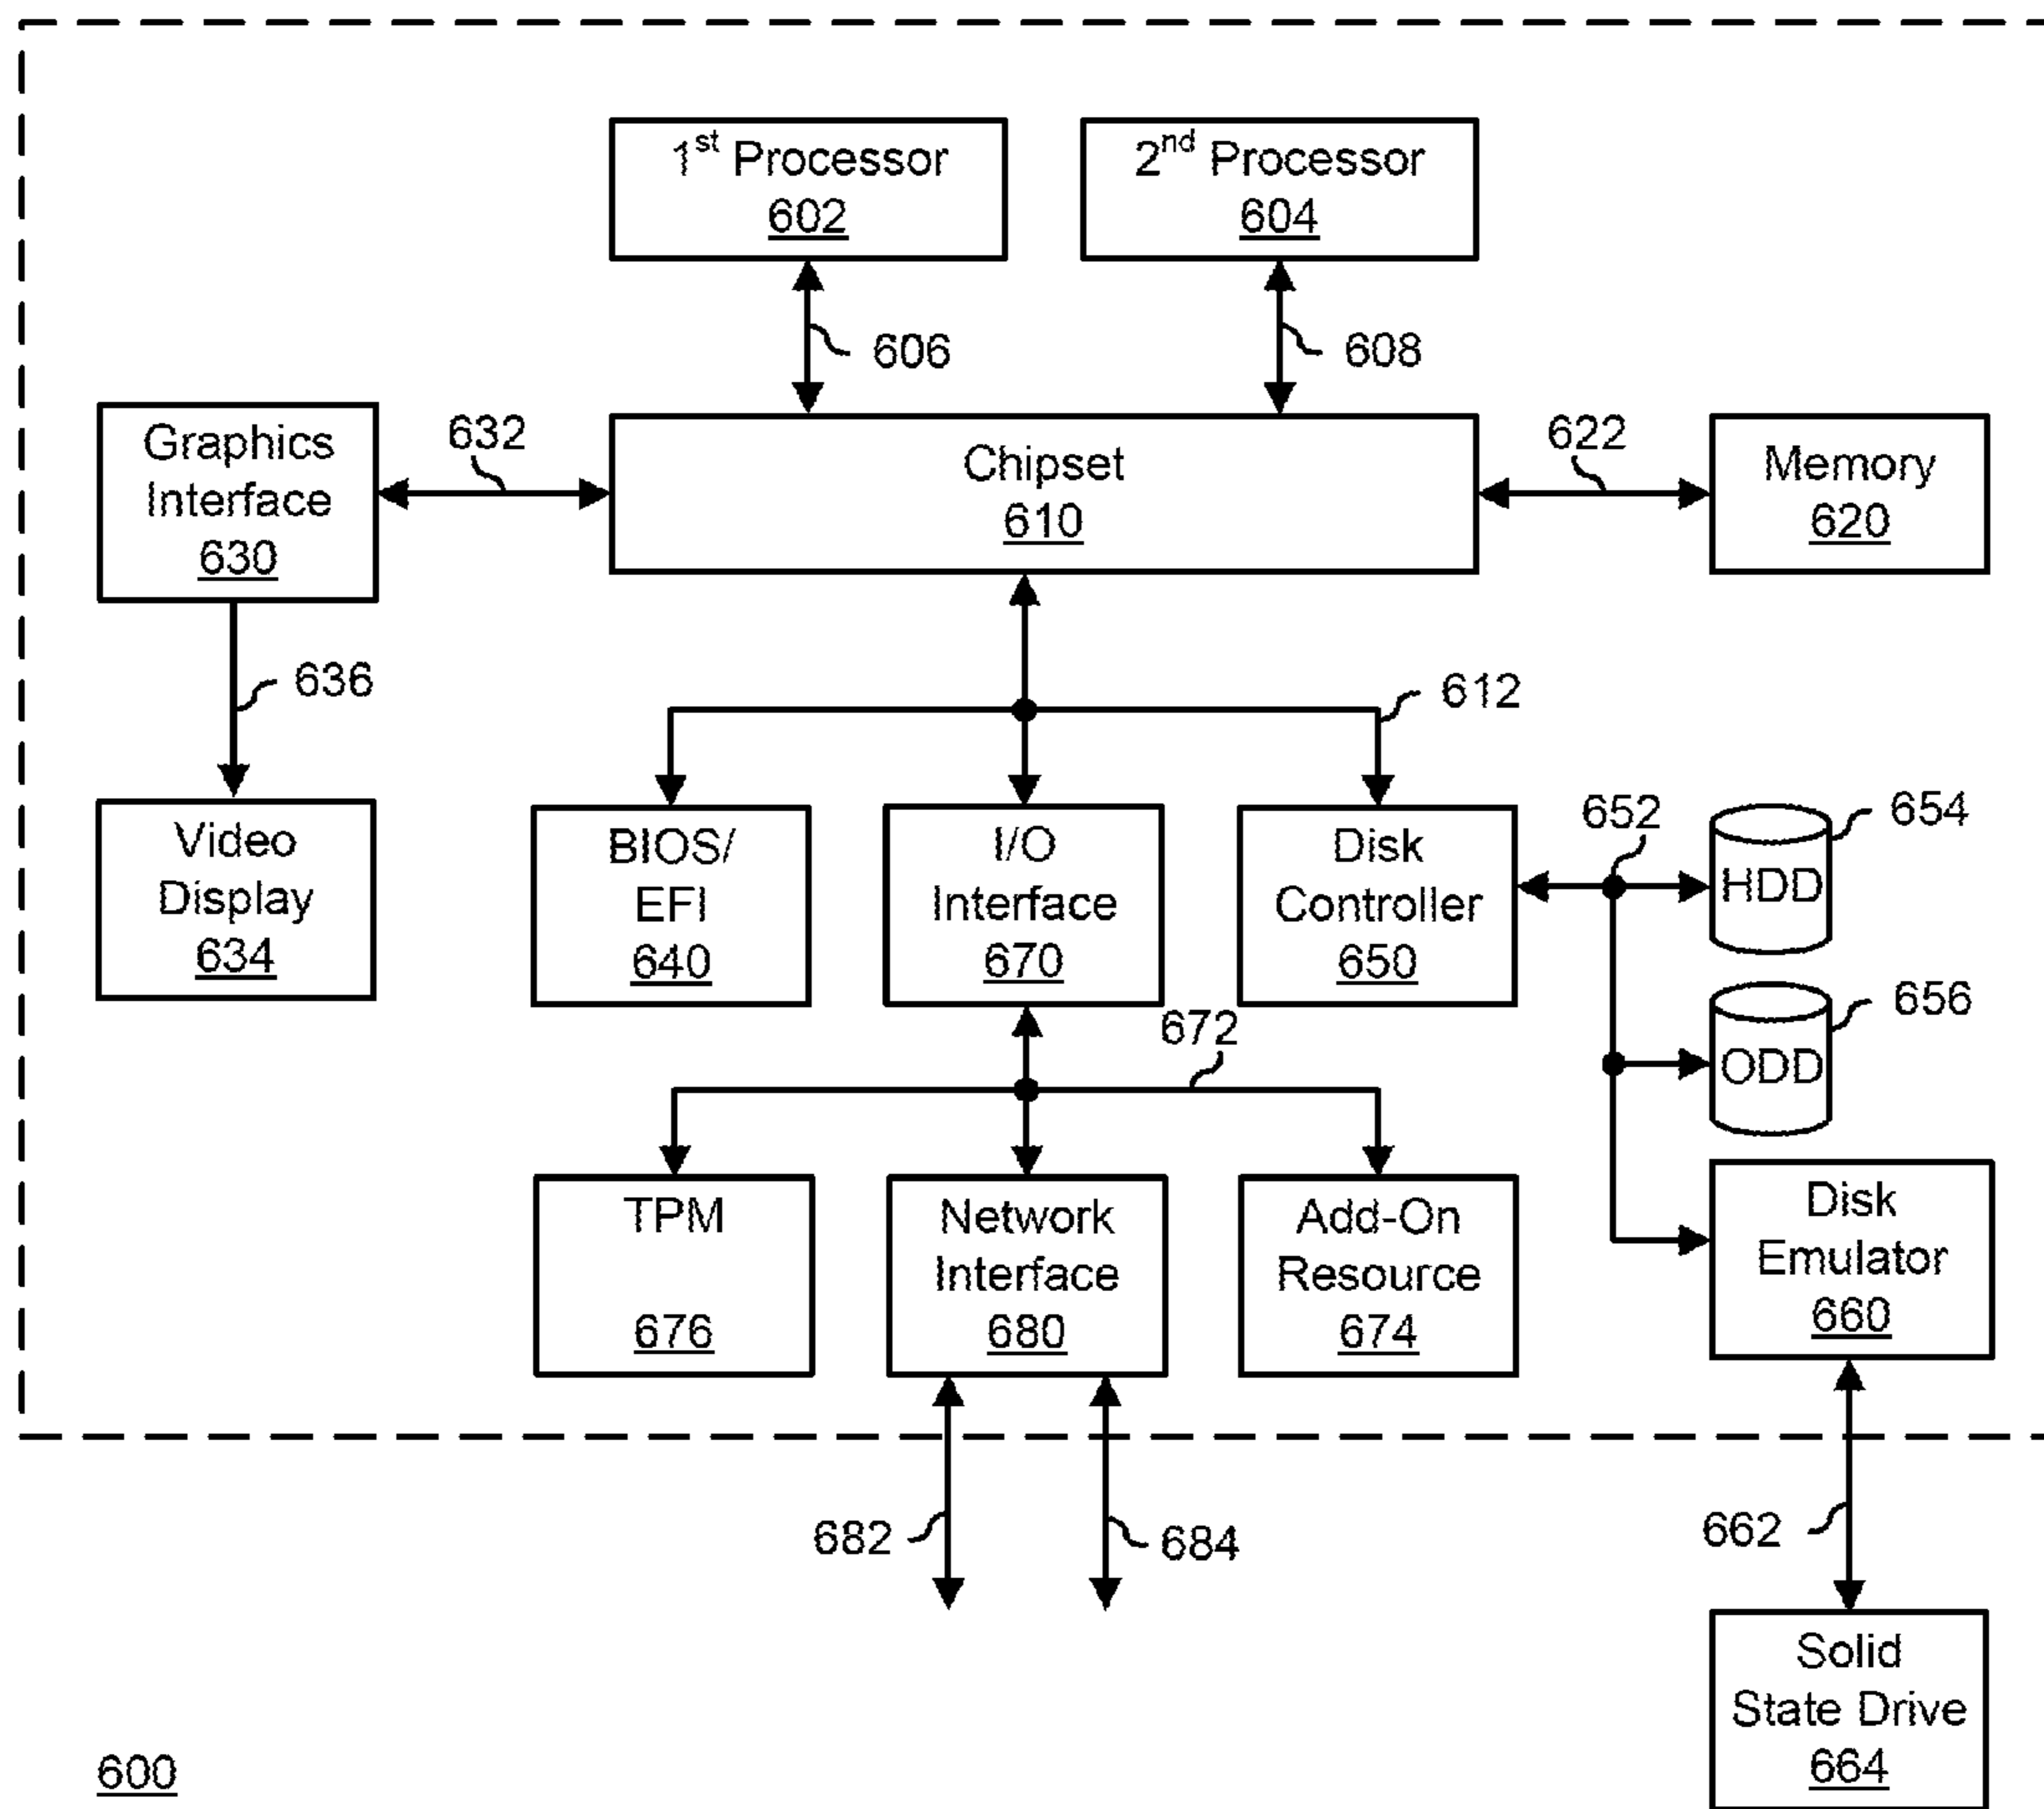 1st Processor
602
2nd Processor
604
606
608
Graphics
Interface
630
632
Chipset
610
622
Memory
620
636
612
Video
Display
634
BIOS/
EFI
640
I/O
Interface
670
Disk
Controller
650
652
654
HDD
656
ODD
672
TPM
676
Network
Interface
680
Add-On
Resource
674
Disk
Emulator
660
682
684
662
Solid
State Drive
664
600